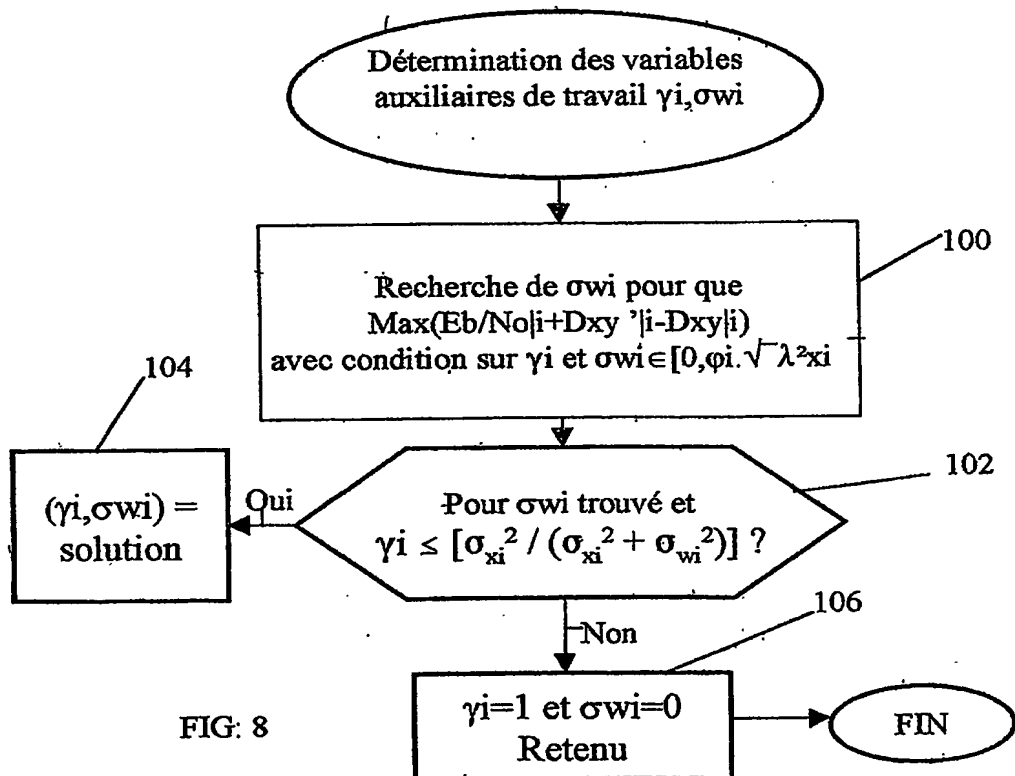 Détermination des variables
auxiliaires de travail γi,σwi
100
Recherche de σwi pour que
Max(Eb/No|i+Dxy '|i-Dxy|i)
avec condition sur γi et σwi∈[0,φi.√ λ²xi
104
102
(γi,σwi) =
solution
Oui
Pour σwi trouvé et
γi ≤ [σxi² / (σxi² + σwi²)] ?
106
Non
γi=1 et σwi=0
Retenu
FIN
FIG: 8